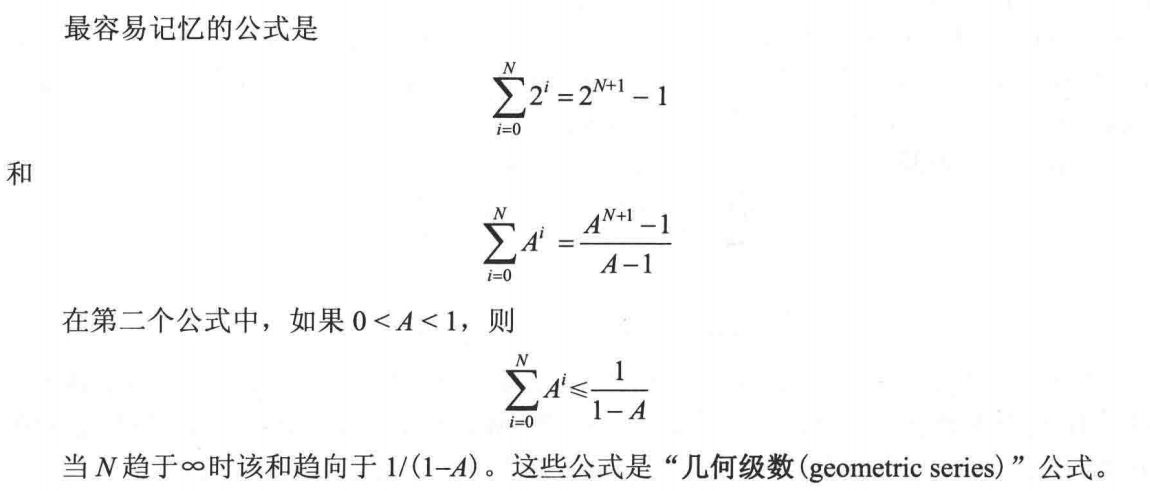 最容易记忆的公式是
$$\sum_{i=0}^{N} 2^i = 2^{N+1} - 1$$
和
$$\sum_{i=0}^{N} A^i = \frac{A^{N+1} - 1}{A - 1}$$
在第二个公式中，如果 0 < A < 1，则
$$\sum_{i=0}^{N} A^i \leqslant \frac{1}{1 - A}$$
当 N 趋于∞时该和趋向于 1/(1–A)。这些公式是“几何级数(geometric series)”公式。